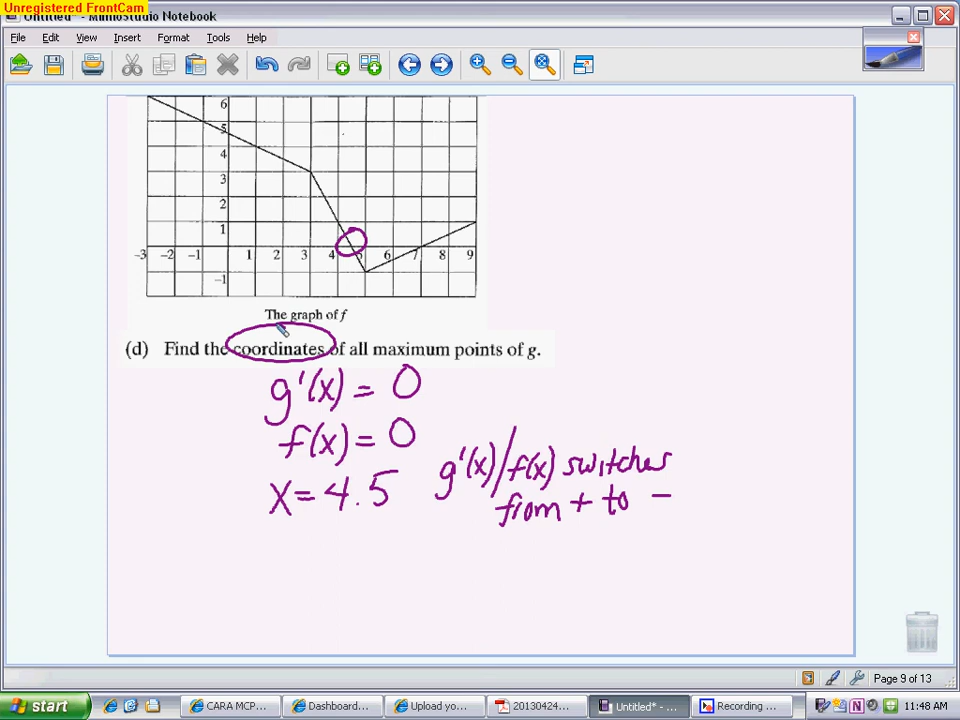 Unregistered FrontCam
Untitled* - MimioStudio Notebook
File Edit View Insert Format Tools Help
6
5
4
3
2
1
-3 -2 -1 1 2 3 4 5 6 7 8 9
-1
The graph of f
(d) Find the coordinates of all maximum points of g.
g'(x) = 0
f(x) = 0
x = 4.5 g'(x)/f(x) switches
from + to -
Page 9 of 13
start CARA MCP... Dashboard... Upload yo... 20130424... Untitled* - ... Recording ... 11:48 AM